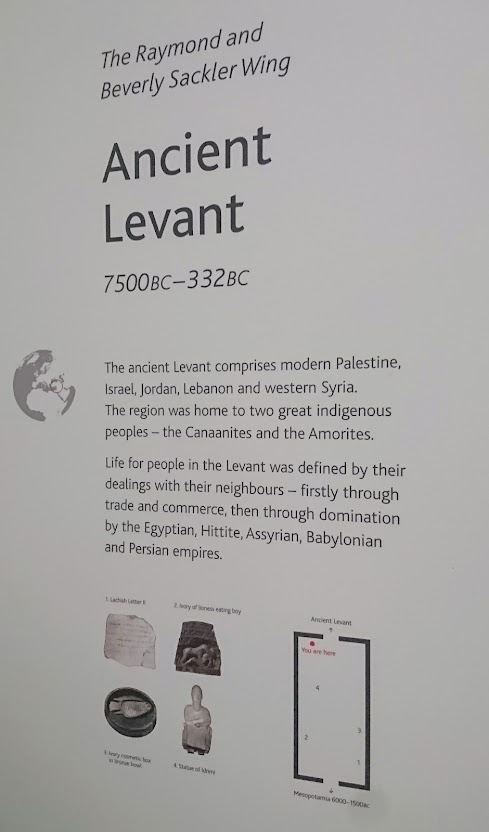 The Raymond and
Beverly Sackler Wing
Ancient
Levant
7500BC–332BC
The ancient Levant comprises modern Palestine,
Israel, Jordan, Lebanon and western Syria.
The region was home to two great indigenous
peoples – the Canaanites and the Amorites.
Life for people in the Levant was defined by their
dealings with their neighbours – firstly through
trade and commerce, then through domination
by the Egyptian, Hittite, Assyrian, Babylonian
and Persian empires.
1. Lachish Letter II
2. Ivory of lioness eating boy
3. Ivory cosmetic box
in bronze bowl
4. Statue of Idrimi
Ancient Levant
You are here
4
3
2
1
Mesopotamia 6000–1500BC